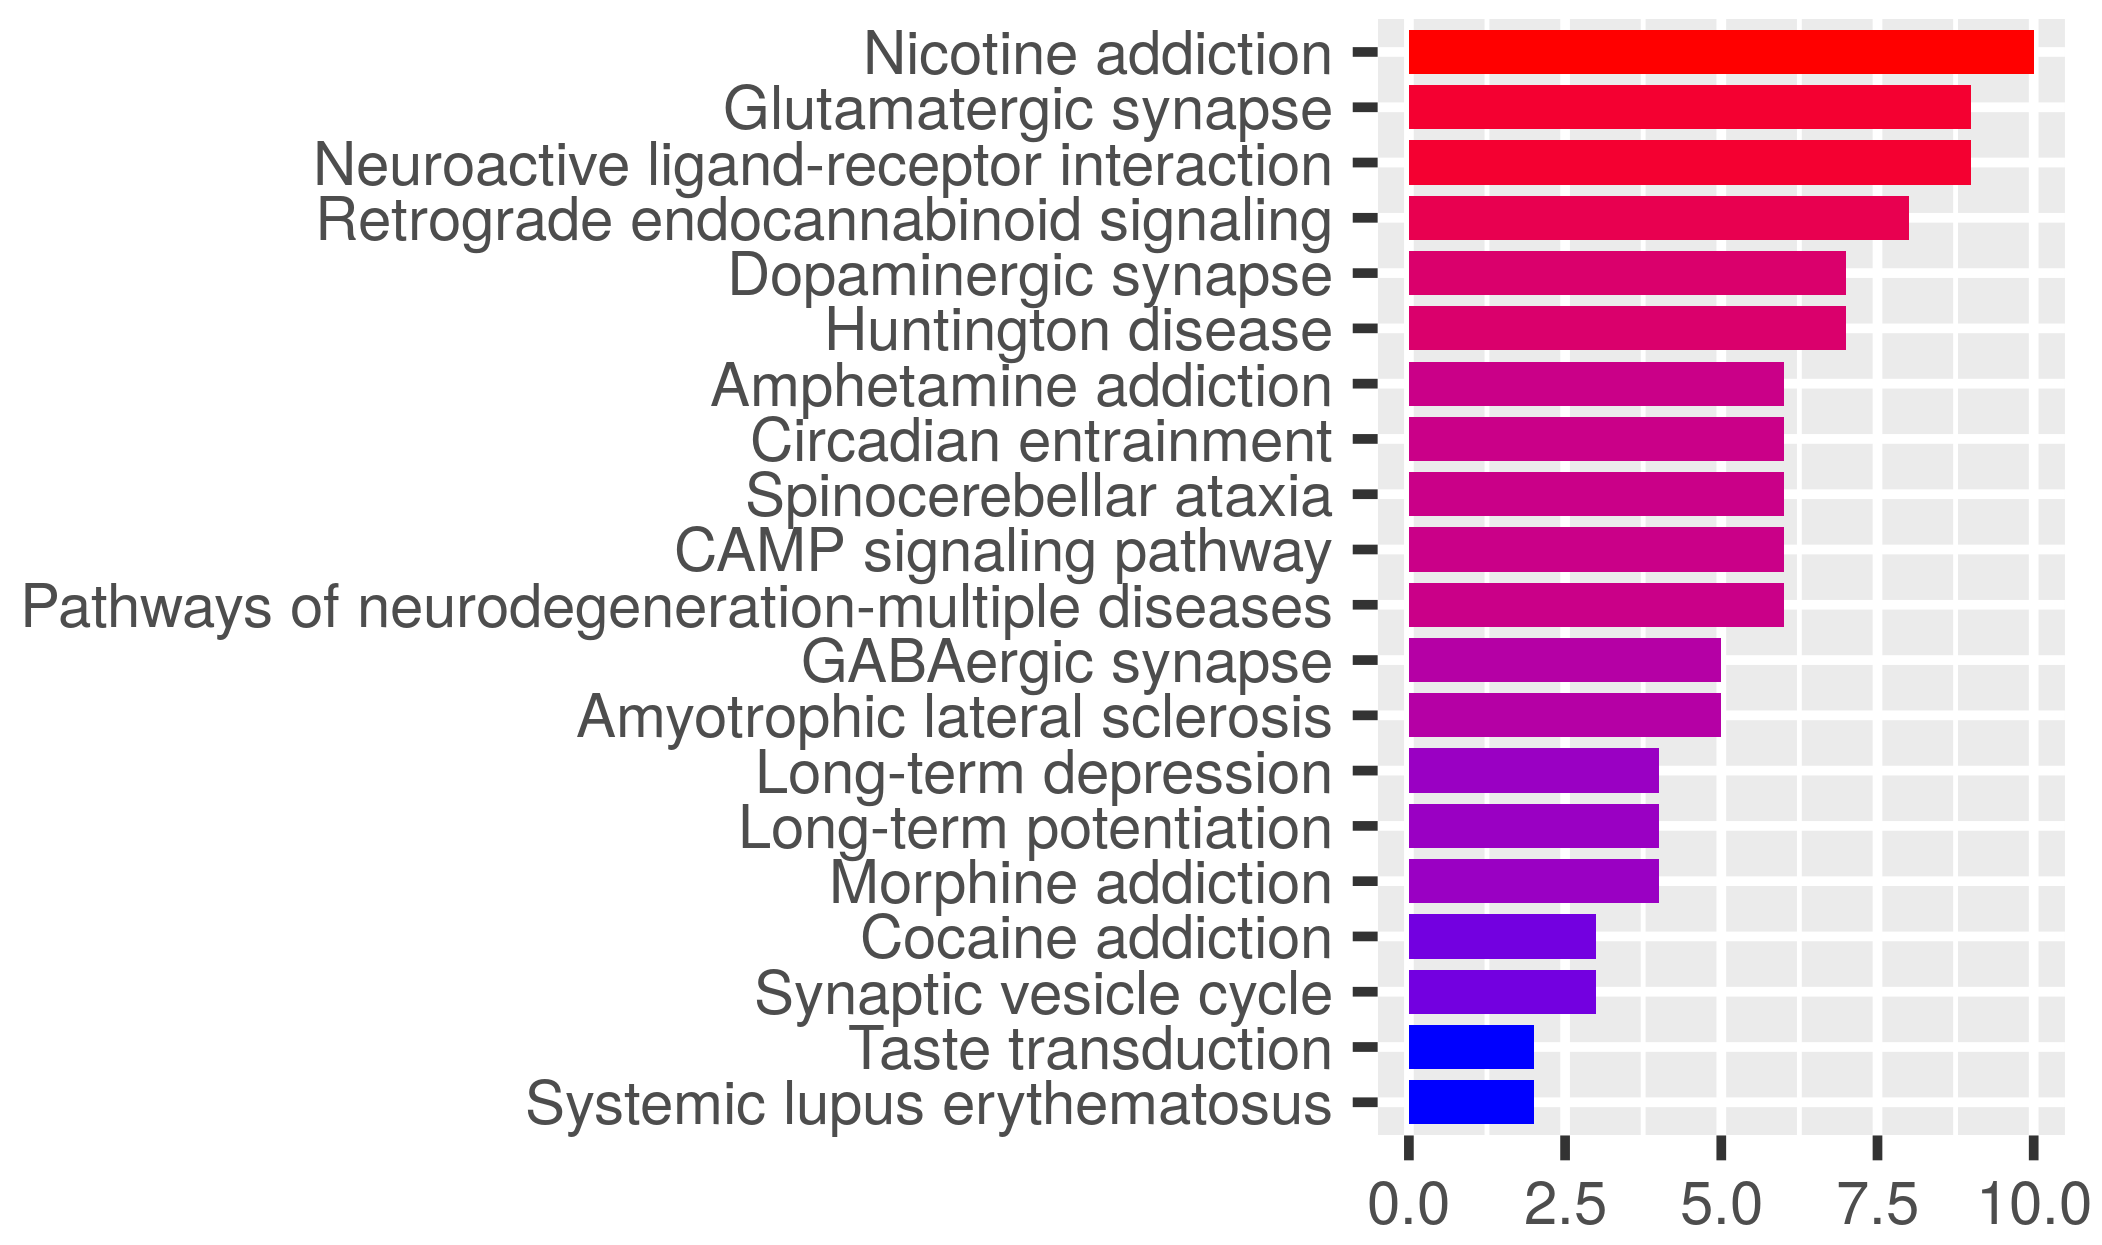 Nicotine addiction
Glutamatergic synapse
Neuroactive ligand-receptor interaction
Retrograde endocannabinoid signaling
Dopaminergic synapse
Huntington disease
Amphetamine addiction
Circadian entrainment
Spinocerebellar ataxia
CAMP signaling pathway
Pathways of neurodegeneration-multiple diseases
GABAergic synapse
Amyotrophic lateral sclerosis
Long-term depression
Long-term potentiation
Morphine addiction
Cocaine addiction
Synaptic vesicle cycle
Taste transduction
Systemic lupus erythematosus
0.0 2.5 5.0 7.5 10.0